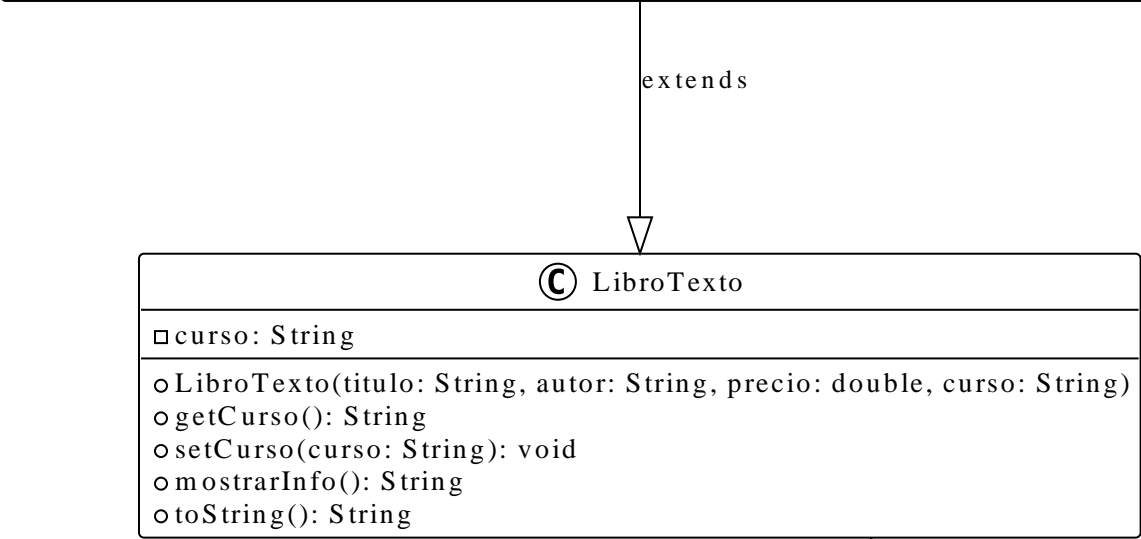 extends
C LibroTexto
curso: String
LibroTexto(titulo: String, autor: String, precio: double, curso: String)
getCurso(): String
setCurso(curso: String): void
mostrarInfo(): String
toString(): String